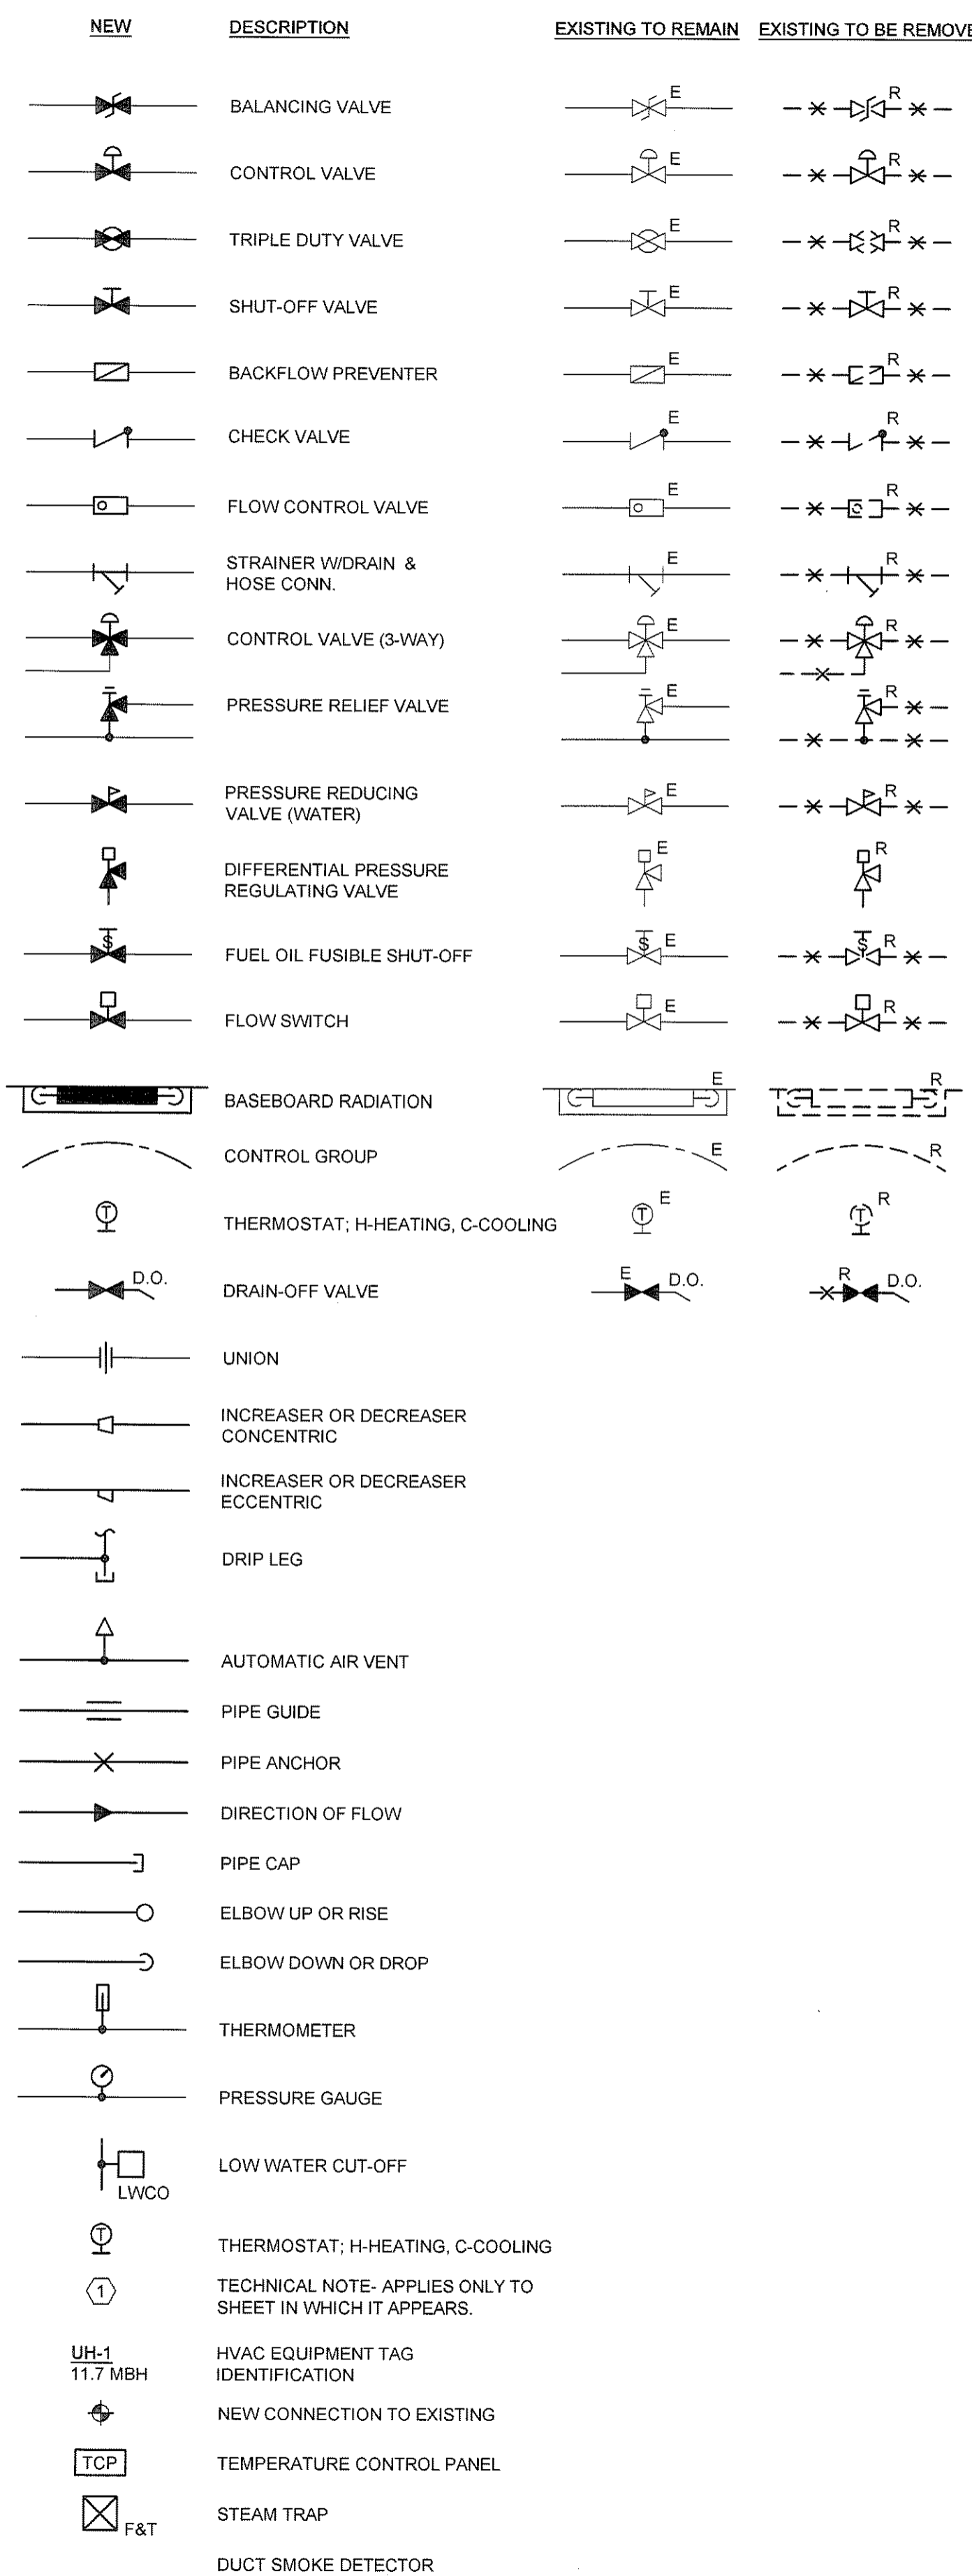 NEW DESCRIPTION EXISTING TO REMAIN EXISTING TO BE REMOVE
BALANCING VALVE E R
CONTROL VALVE E R
TRIPLE DUTY VALVE E R
SHUT-OFF VALVE E R
BACKFLOW PREVENTER E R
CHECK VALVE E R
FLOW CONTROL VALVE E R
STRAINER W/DRAIN & E R
HOSE CONN.
CONTROL VALVE (3-WAY) E R
PRESSURE RELIEF VALVE E R
PRESSURE REDUCING E R
VALVE (WATER)
DIFFERENTIAL PRESSURE E R
REGULATING VALVE
S FUEL OIL FUSIBLE SHUT-OFF S E S R
FLOW SWITCH E R
BASEBOARD RADIATION E R
CONTROL GROUP E R
T THERMOSTAT; H-HEATING, C-COOLING T E T R
D.O. DRAIN-OFF VALVE E D.O. R D.O.
UNION
INCREASER OR DECREASER
CONCENTRIC
INCREASER OR DECREASER
ECCENTRIC
DRIP LEG
AUTOMATIC AIR VENT
PIPE GUIDE
PIPE ANCHOR
DIRECTION OF FLOW
PIPE CAP
ELBOW UP OR RISE
ELBOW DOWN OR DROP
THERMOMETER
PRESSURE GAUGE
LOW WATER CUT-OFF
LWCO
T THERMOSTAT; H-HEATING, C-COOLING
1 TECHNICAL NOTE- APPLIES ONLY TO
SHEET IN WHICH IT APPEARS.
UH-1 HVAC EQUIPMENT TAG
11.7 MBH IDENTIFICATION
NEW CONNECTION TO EXISTING
TCP TEMPERATURE CONTROL PANEL
F&T STEAM TRAP
DUCT SMOKE DETECTOR